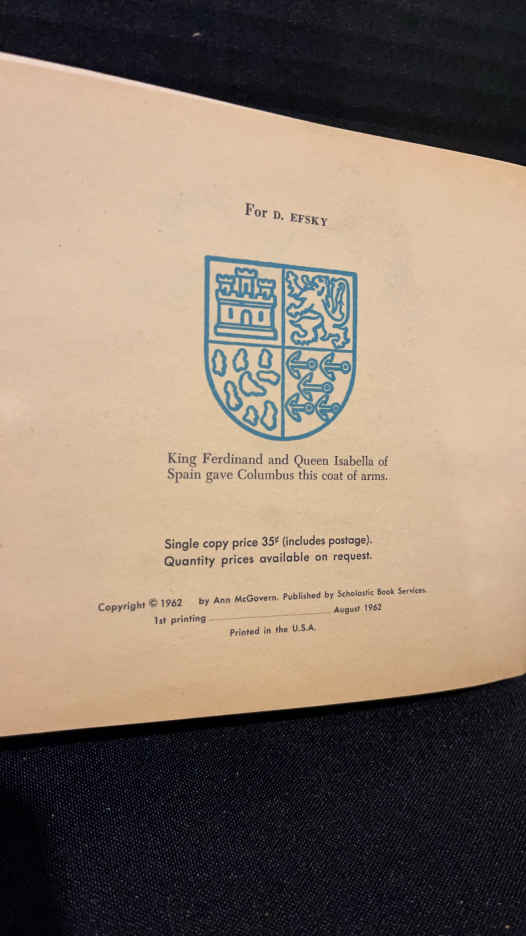 For D. EFSKY
King Ferdinand and Queen Isabella of
Spain gave Columbus this coat of arms.
Single copy price 35¢ (includes postage).
Quantity prices available on request.
Copyright © 1962 by Ann McGovern. Published by Scholastic Book Services.
1st printing ........................................ August 1962
Printed in the U.S.A.